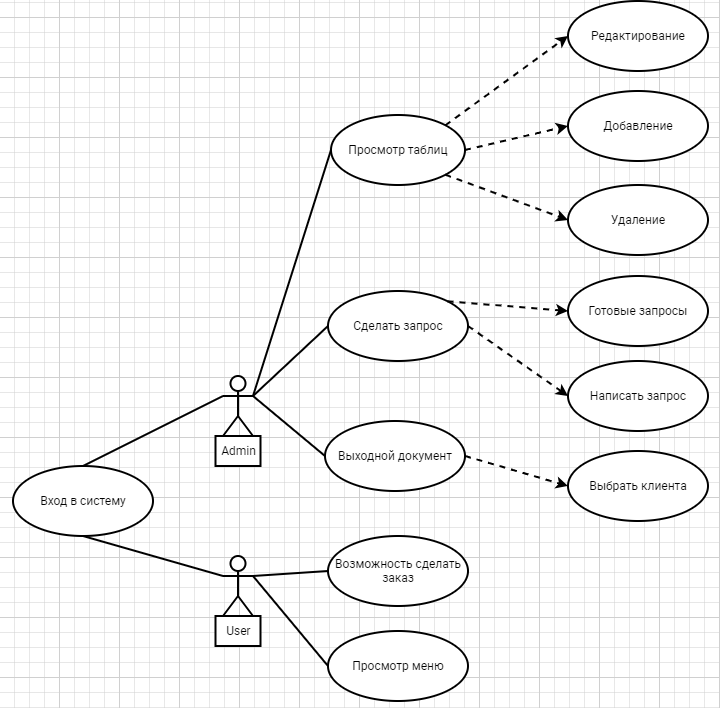 Редактирование
Добавление
Просмотр таблиц
Удаление
Готовые запросы
Сделать запрос
Написать запрос
Admin
Выходной документ
Выбрать клиента
Вход в систему
Возможность сделать
заказ
User
Просмотр меню